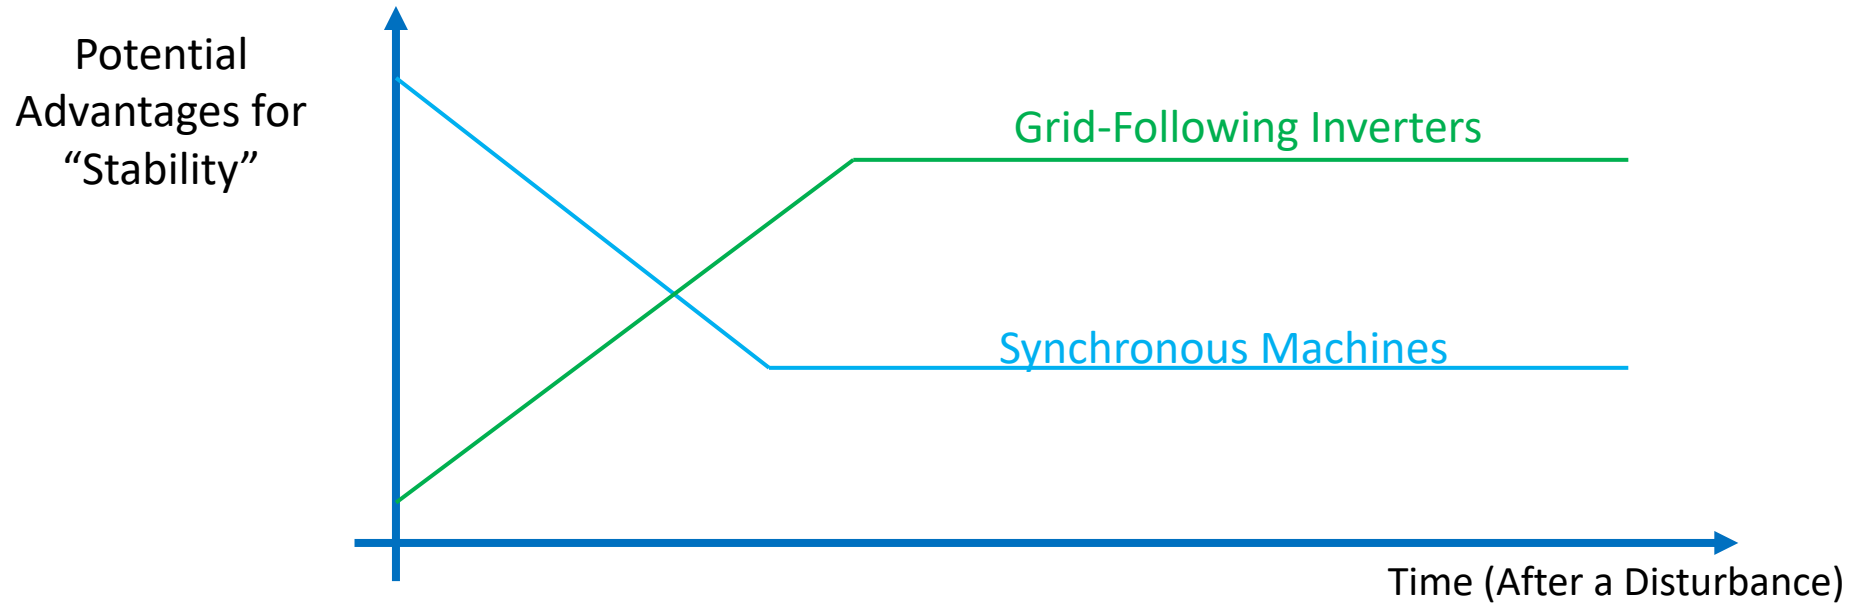 Potential
Advantages for
“Stability”
Grid-Following Inverters
Synchronous Machines
Time (After a Disturbance)